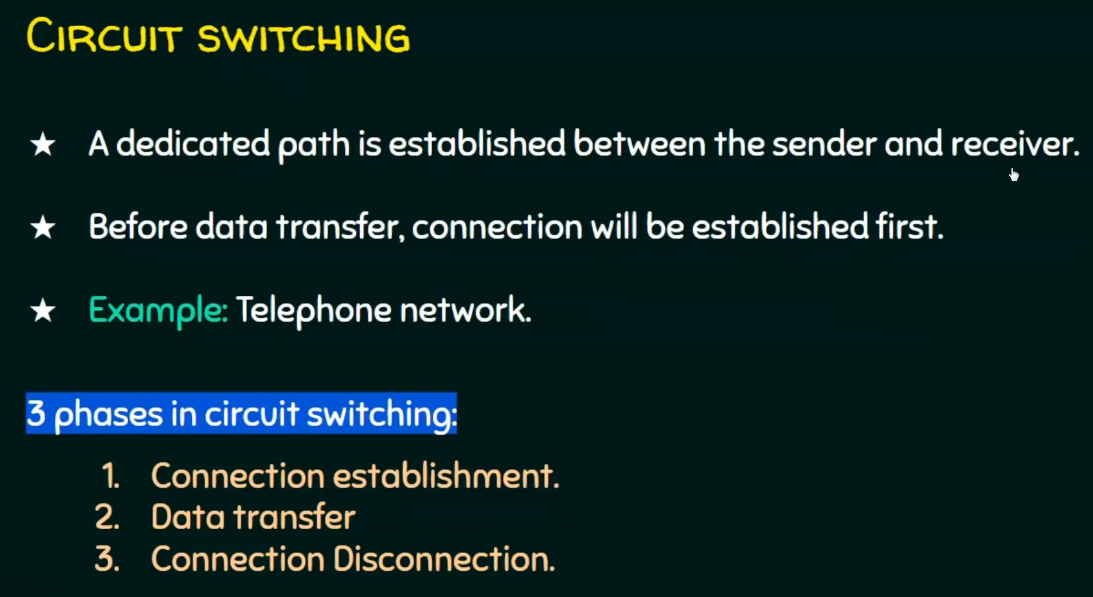 CIRCUIT SWITCHING
★ A dedicated path is established between the sender and receiver.
★ Before data transfer, connection will be established first.
★ Example: Telephone network.
3 phases in circuit switching:
1. Connection establishment.
2. Data transfer
3. Connection Disconnection.